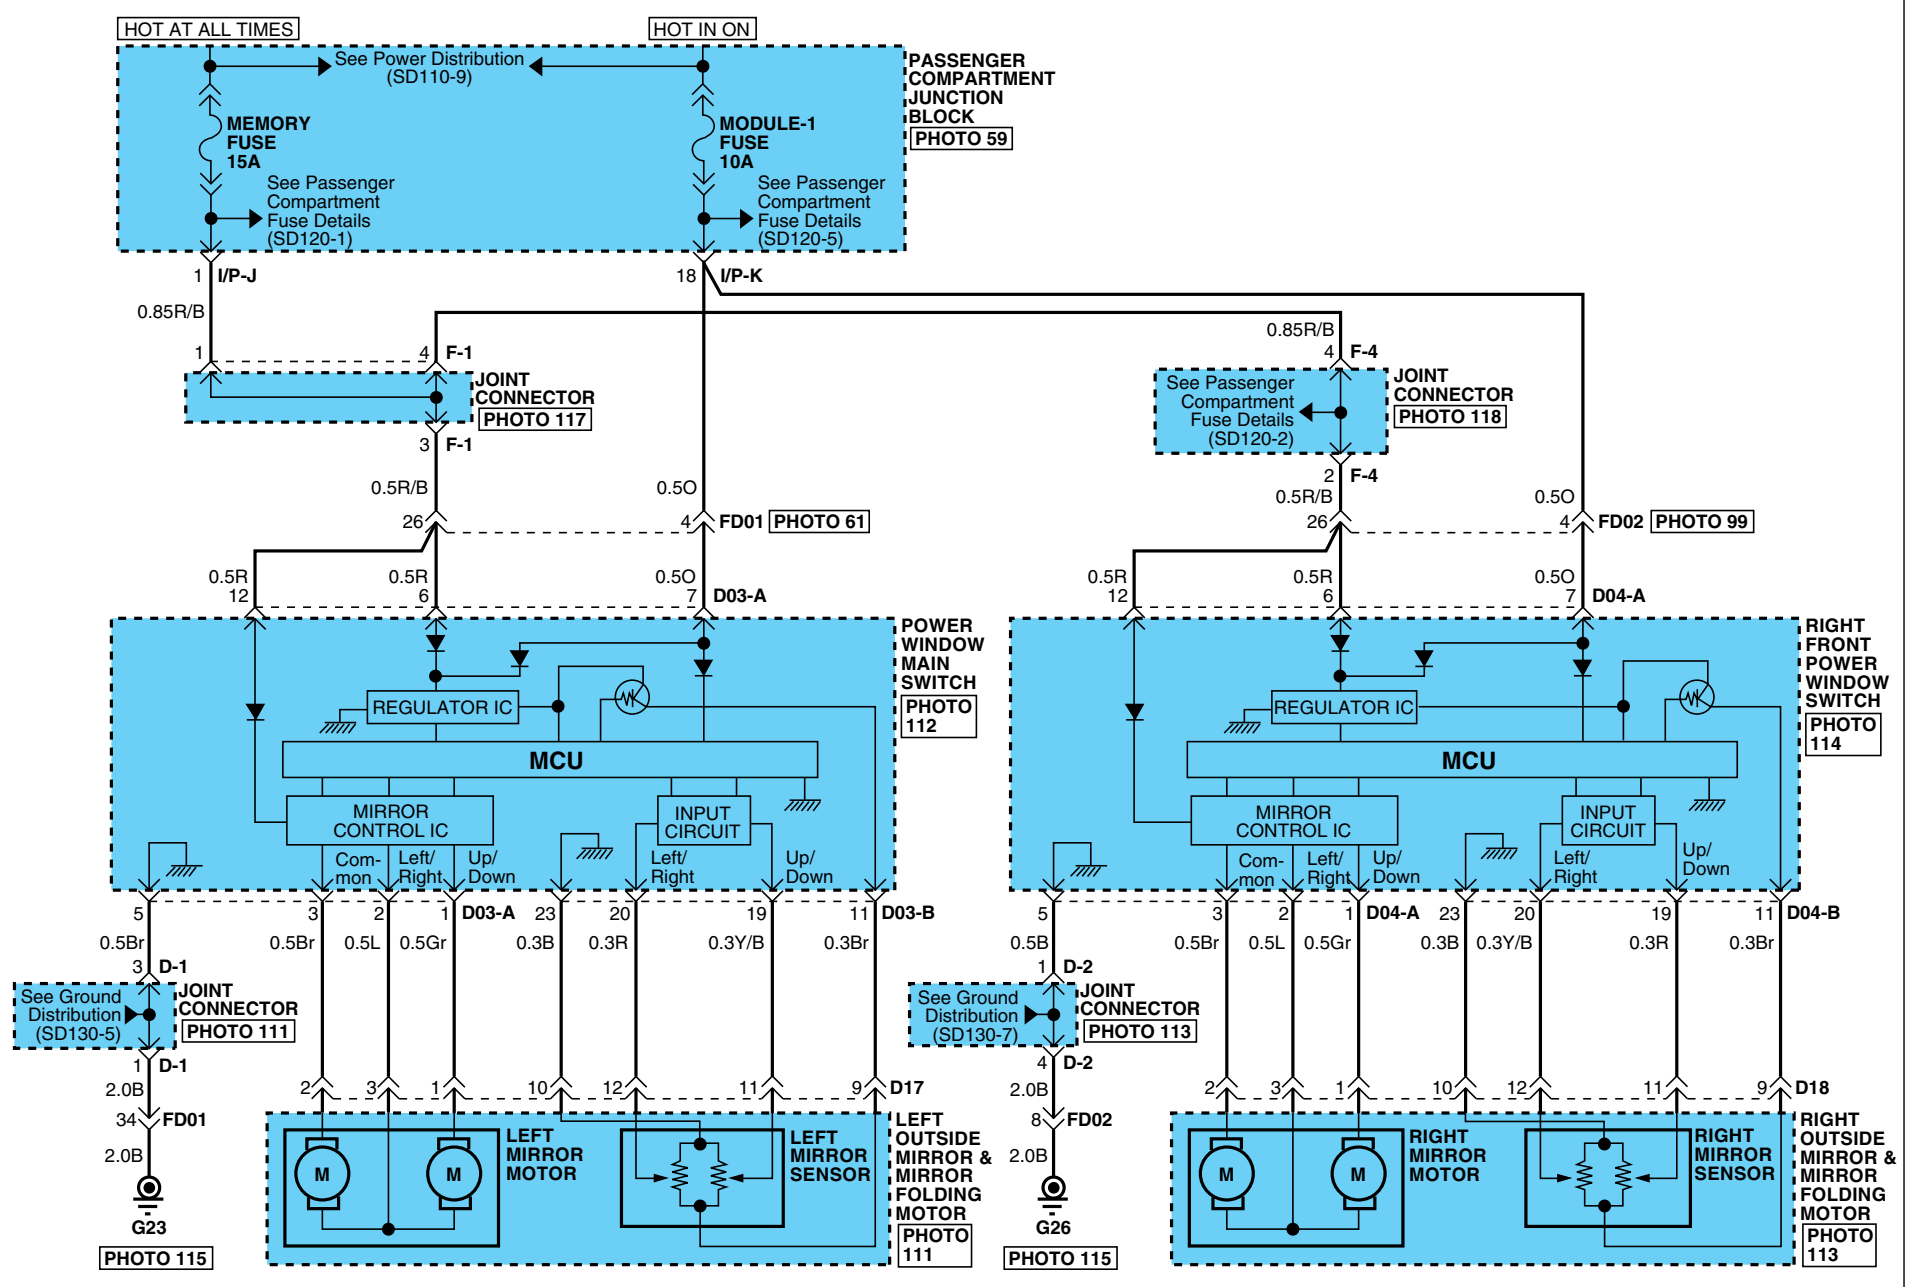 HOT AT ALL TIMES
HOT IN ON
See Power Distribution
(SD110-9)
PASSENGER
COMPARTMENT
JUNCTION
BLOCK
PHOTO 59
MEMORY
FUSE
15A
MODULE-1
FUSE
10A
See Passenger
Compartment
Fuse Details
(SD120-1)
See Passenger
Compartment
Fuse Details
(SD120-5)
1 I/P-J
18 I/P-K
0.85R/B
0.85R/B
1
4 F-1
JOINT
CONNECTOR
PHOTO 117
3 F-1
4 F-4
See Passenger
Compartment
Fuse Details
(SD120-2)
JOINT
CONNECTOR
PHOTO 118
2 F-4
0.5R/B
0.5O
0.5R/B
0.5O
26
4 FD01 PHOTO 61
26
4 FD02 PHOTO 99
0.5R
0.5R
0.5O
0.5R
0.5R
0.5O
12
6
7 D03-A
12
6
7 D04-A
POWER
WINDOW
MAIN
SWITCH
PHOTO
112
REGULATOR IC
MCU
MIRROR
CONTROL IC
INPUT
CIRCUIT
Com-
mon
Left/
Right
Up/
Down
Left/
Right
Up/
Down
RIGHT
FRONT
POWER
WINDOW
SWITCH
PHOTO
114
REGULATOR IC
MCU
MIRROR
CONTROL IC
INPUT
CIRCUIT
Com-
mon
Left/
Right
Up/
Down
Left/
Right
Up/
Down
5
3
2
1 D03-A
23
20
19
11 D03-B
5
3
2
1 D04-A
23
20
19
11 D04-B
0.5Br
0.5Br
0.5L
0.5Gr
0.3B
0.3R
0.3Y/B
0.3Br
0.5B
0.5Br
0.5L
0.5Gr
0.3B
0.3Y/B
0.3R
0.3Br
3 D-1
See Ground
Distribution
(SD130-5)
JOINT
CONNECTOR
PHOTO 111
1 D-1
2.0B
34 FD01
2.0B
G23
PHOTO 115
2
3
1
10
12
11
9 D17
M
M
LEFT
MIRROR
MOTOR
LEFT
MIRROR
SENSOR
LEFT
OUTSIDE
MIRROR &
MIRROR
FOLDING
MOTOR
PHOTO
111
1 D-2
See Ground
Distribution
(SD130-7)
JOINT
CONNECTOR
PHOTO 113
4 D-2
2.0B
8 FD02
2.0B
G26
PHOTO 115
2
3
1
10
12
11
9 D18
M
M
RIGHT
MIRROR
MOTOR
RIGHT
MIRROR
SENSOR
RIGHT
OUTSIDE
MIRROR &
MIRROR
FOLDING
MOTOR
PHOTO
113